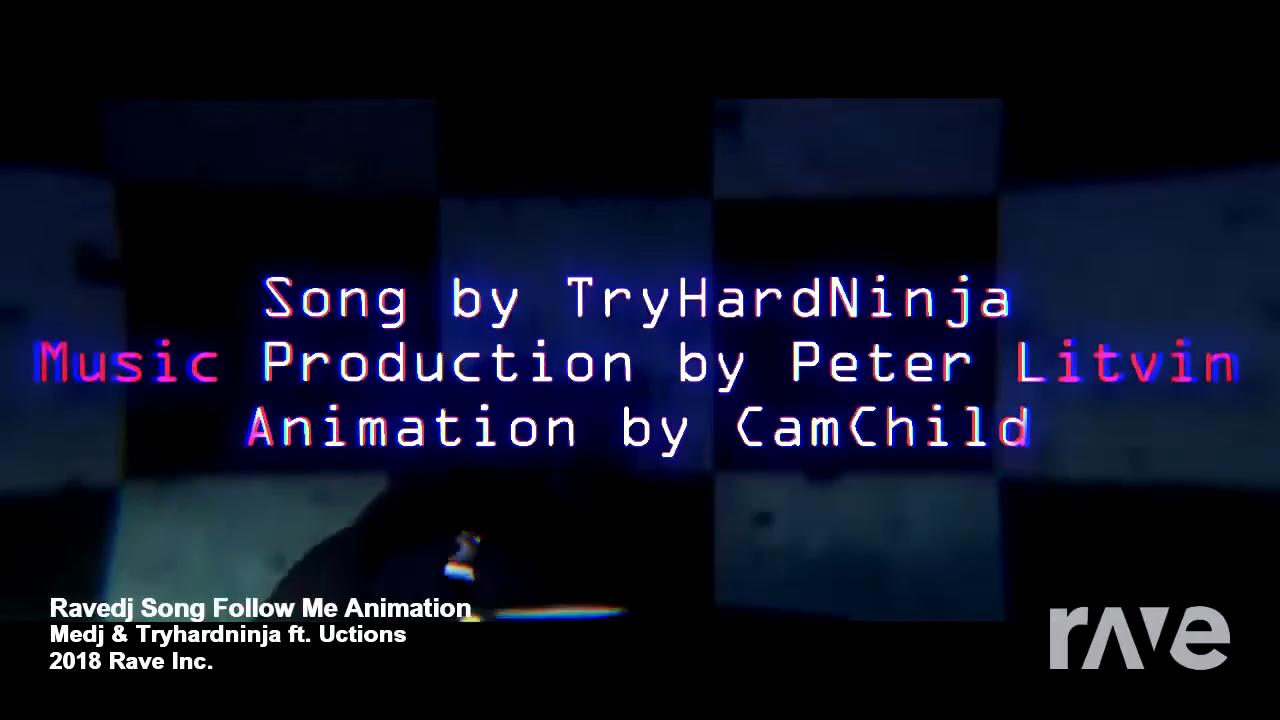 Song by TryHardNinja
Music Production by Peter Litvin
Animation by CamChild
Ravedj Song Follow Me Animation
Medj & Tryhardninja ft. Uctions
2018 Rave Inc.
rave